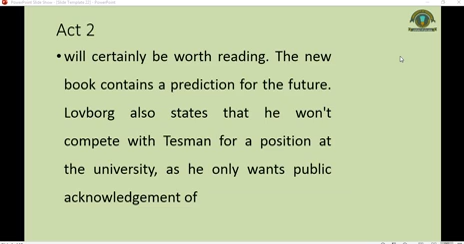 Act 2
• will certainly be worth reading. The new
book contains a prediction for the future.
Lovborg also states that he won't
compete with Tesman for a position at
the university, as he only wants public
acknowledgement of